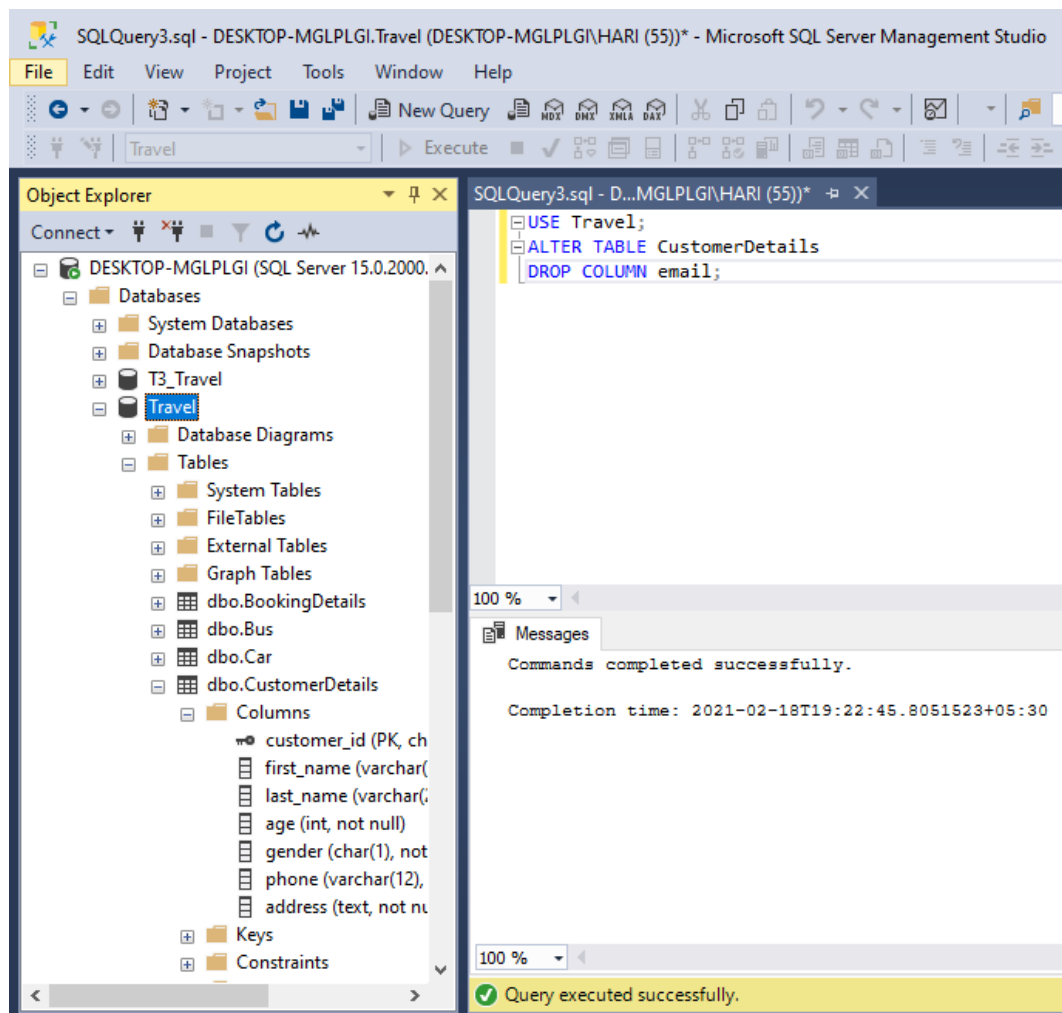 SQLQuery3.sql - DESKTOP-MGLPLGI.Travel (DESKTOP-MGLPLGI\HARI (55))* - Microsoft SQL Server Management Studio
File Edit View Project Tools Window Help
New Query MDX DMX XMLA DAX
Travel Execute
Object Explorer
Connect
DESKTOP-MGLPLGI (SQL Server 15.0.2000.
Databases
System Databases
Database Snapshots
T3_Travel
Travel
Database Diagrams
Tables
System Tables
FileTables
External Tables
Graph Tables
dbo.BookingDetails
dbo.Bus
dbo.Car
dbo.CustomerDetails
Columns
customer_id (PK, ch
first_name (varchar(
last_name (varchar(2
age (int, not null)
gender (char(1), not
phone (varchar(12),
address (text, not nu
Keys
Constraints
SQLQuery3.sql - D...MGLPLGI\HARI (55))*
USE Travel;
ALTER TABLE CustomerDetails
DROP COLUMN email;
100 %
Messages
Commands completed successfully.
Completion time: 2021-02-18T19:22:45.8051523+05:30
100 %
Query executed successfully.